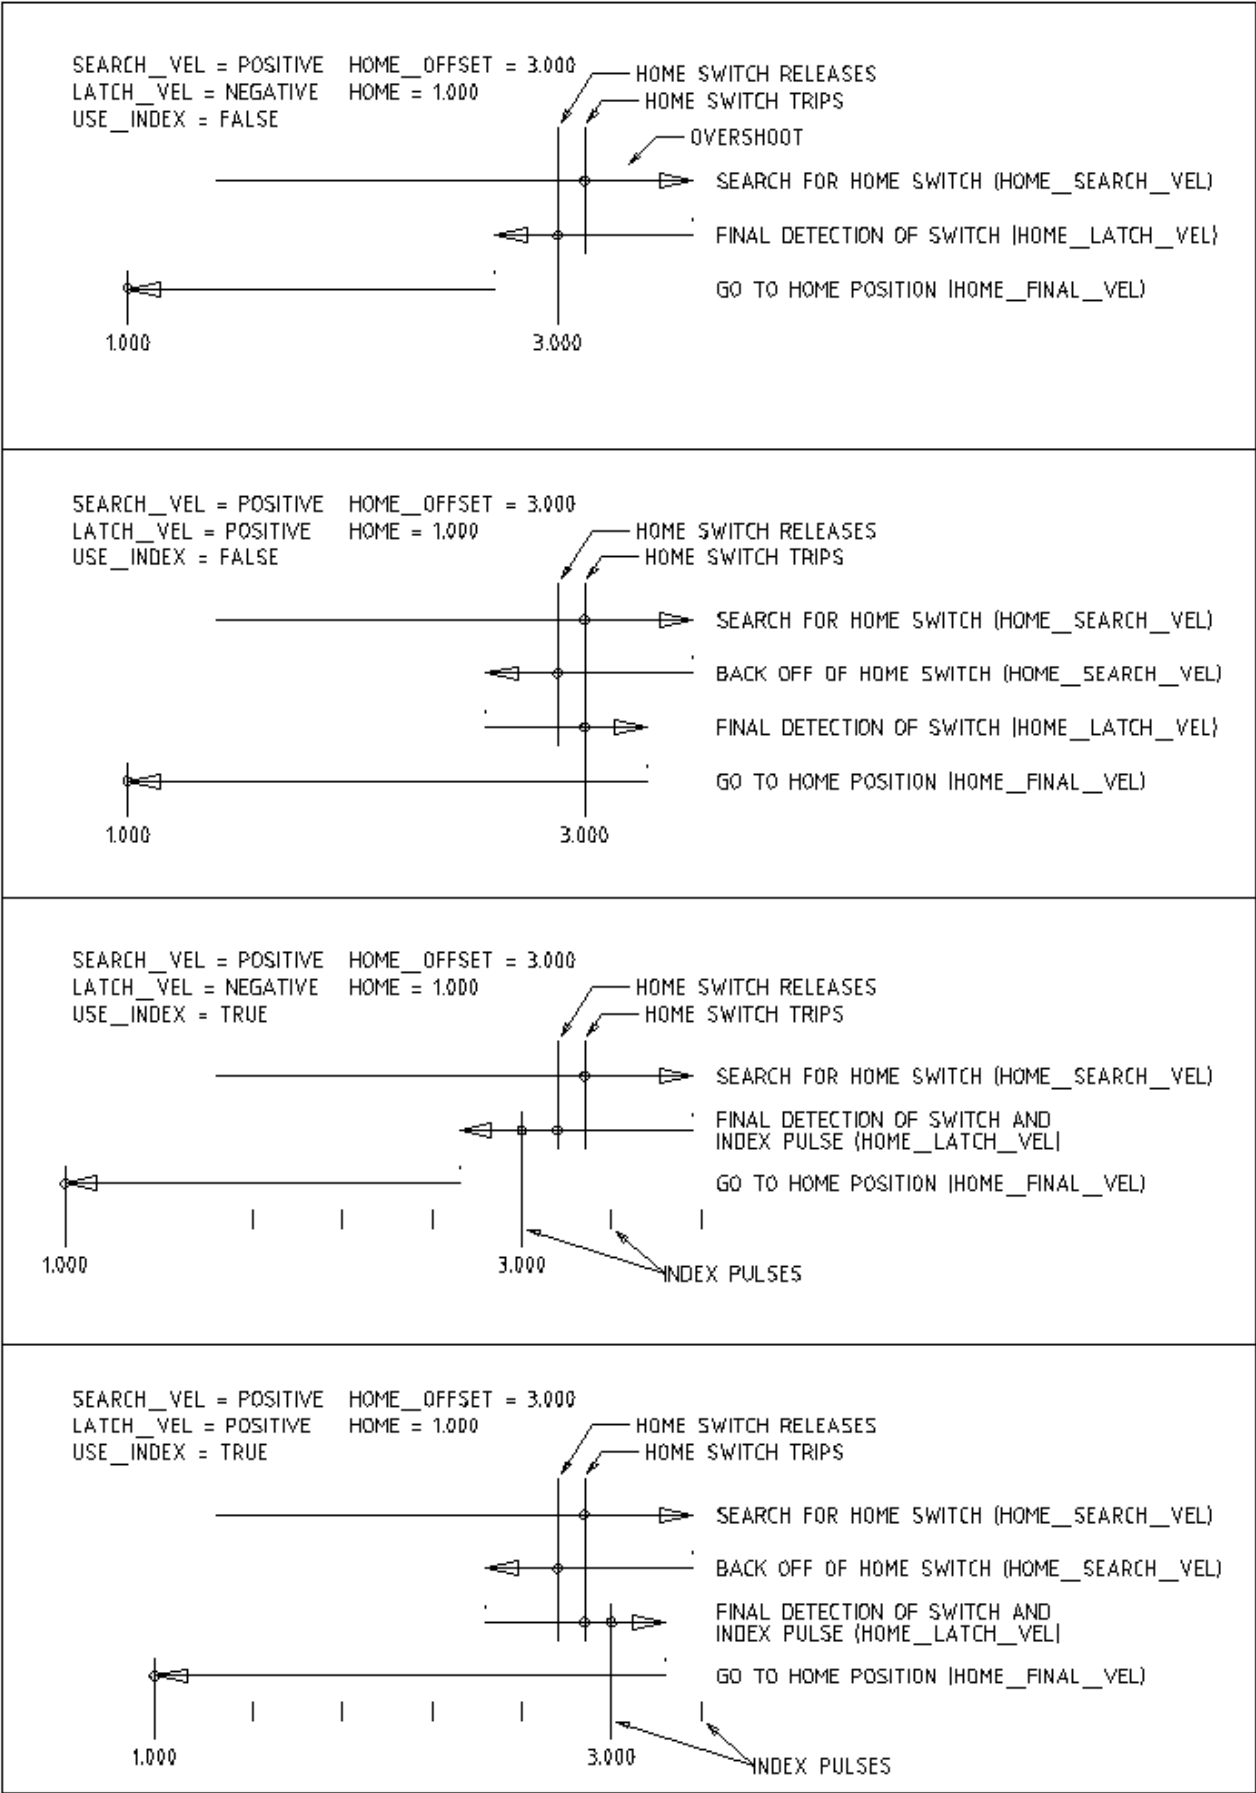 SEARCH_VEL = POSITIVE HOME_OFFSET = 3.000
LATCH_VEL = NEGATIVE HOME = 1.000
USE_INDEX = FALSE
HOME SWITCH RELEASES
HOME SWITCH TRIPS
OVERSHOOT
SEARCH FOR HOME SWITCH (HOME_SEARCH_VEL)
FINAL DETECTION OF SWITCH (HOME_LATCH_VEL)
GO TO HOME POSITION (HOME_FINAL_VEL)
1.000 3.000
SEARCH_VEL = POSITIVE HOME_OFFSET = 3.000
LATCH_VEL = POSITIVE HOME = 1.000
USE_INDEX = FALSE
HOME SWITCH RELEASES
HOME SWITCH TRIPS
SEARCH FOR HOME SWITCH (HOME_SEARCH_VEL)
BACK OFF OF HOME SWITCH (HOME_SEARCH_VEL)
FINAL DETECTION OF SWITCH (HOME_LATCH_VEL)
GO TO HOME POSITION (HOME_FINAL_VEL)
1.000 3.000
SEARCH_VEL = POSITIVE HOME_OFFSET = 3.000
LATCH_VEL = NEGATIVE HOME = 1.000
USE_INDEX = TRUE
HOME SWITCH RELEASES
HOME SWITCH TRIPS
SEARCH FOR HOME SWITCH (HOME_SEARCH_VEL)
FINAL DETECTION OF SWITCH AND
INDEX PULSE (HOME_LATCH_VEL)
GO TO HOME POSITION (HOME_FINAL_VEL)
1.000 3.000
INDEX PULSES
SEARCH_VEL = POSITIVE HOME_OFFSET = 3.000
LATCH_VEL = POSITIVE HOME = 1.000
USE_INDEX = TRUE
HOME SWITCH RELEASES
HOME SWITCH TRIPS
SEARCH FOR HOME SWITCH (HOME_SEARCH_VEL)
BACK OFF OF HOME SWITCH (HOME_SEARCH_VEL)
FINAL DETECTION OF SWITCH AND
INDEX PULSE (HOME_LATCH_VEL)
GO TO HOME POSITION (HOME_FINAL_VEL)
1.000 3.000
INDEX PULSES